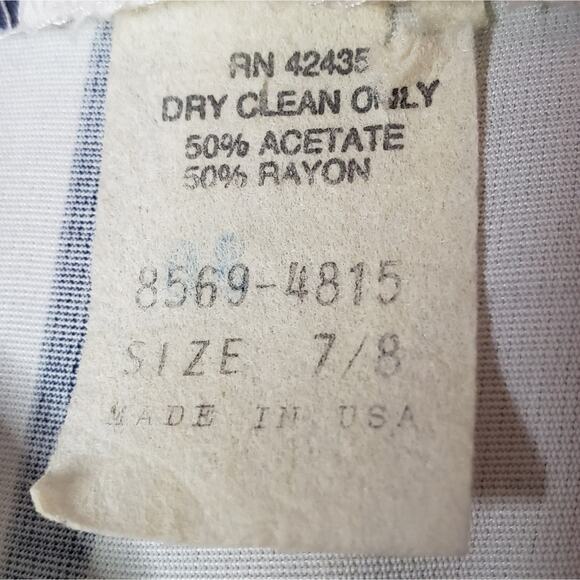 RN 42435
DRY CLEAN ONLY
50% ACETATE
50% RAYON
8569-4815
SIZE 7/8
MADE IN USA